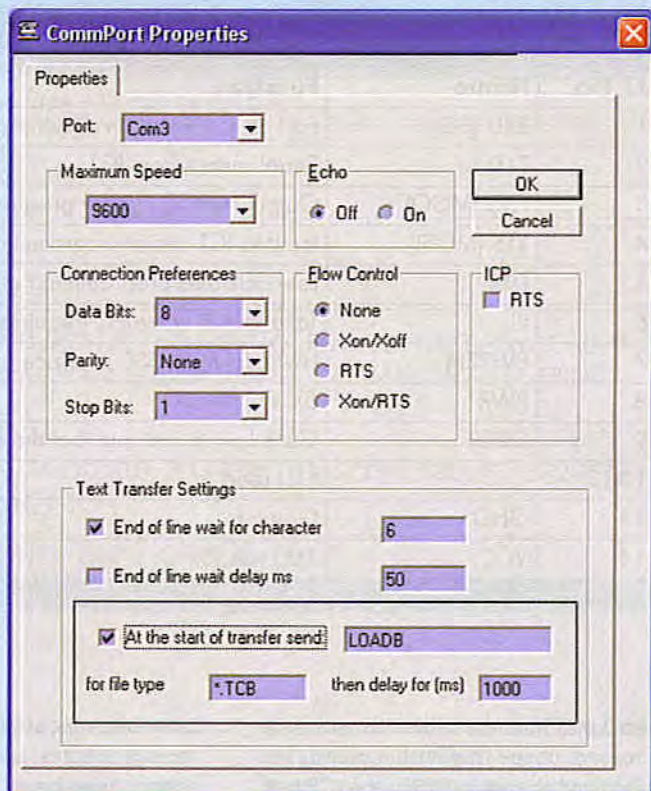 CommPort Properties
Properties
Port: Com3
Maximum Speed
9600
Echo
Off On
OK
Cancel
Connection Preferences
Data Bits: 8
Parity: None
Stop Bits: 1
Flow Control
None
Xon/Xoff
RTS
Xon/RTS
ICP
RTS
Text Transfer Settings
End of line wait for character 6
End of line wait delay ms 50
At the start of transfer send: LOADB
for file type *.TCB then delay for (ms) 1000